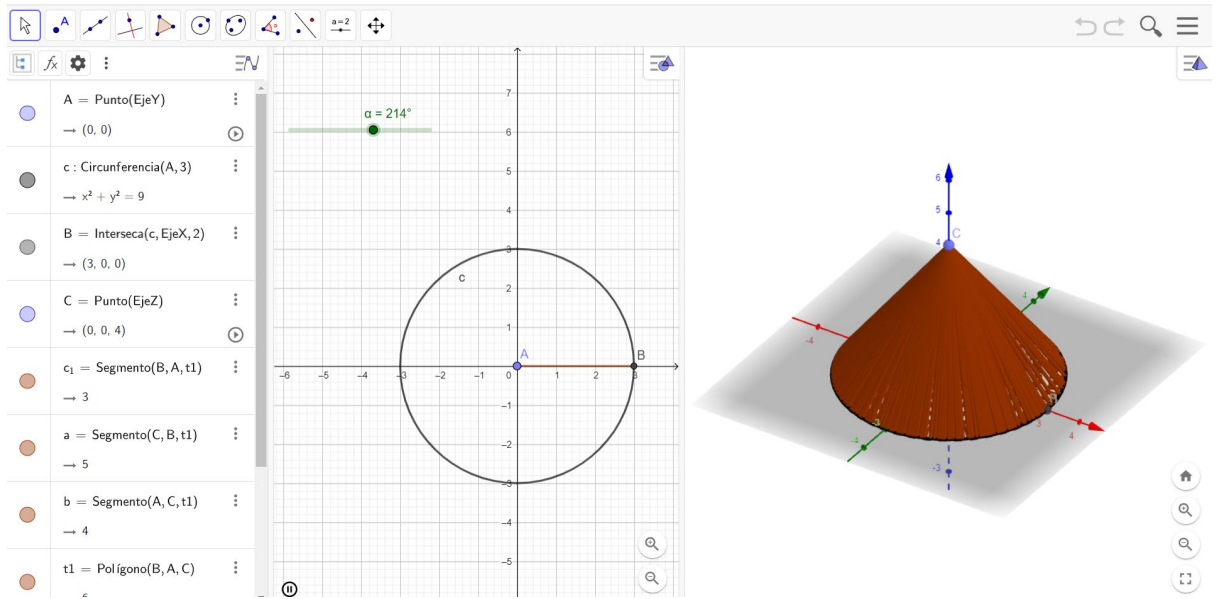 A
a=2
fx
A = Punto(EjeY)
→ (0, 0)
c : Circunferencia(A, 3)
→ x² + y² = 9
B = Interseca(c, EjeX, 2)
→ (3, 0, 0)
C = Punto(EjeZ)
→ (0, 0, 4)
c₁ = Segmento(B, A, t1)
→ 3
a = Segmento(C, B, t1)
→ 5
b = Segmento(A, C, t1)
→ 4
t1 = Polígono(B, A, C)
α = 214°
7
6
5
4
3
2
1
−6 −5 −4 −3 −2 −1 0 1 2 3
−1
−2
−3
−4
−5
c
A
B
6
5
4
C
4
-4
3
4
-4
-3